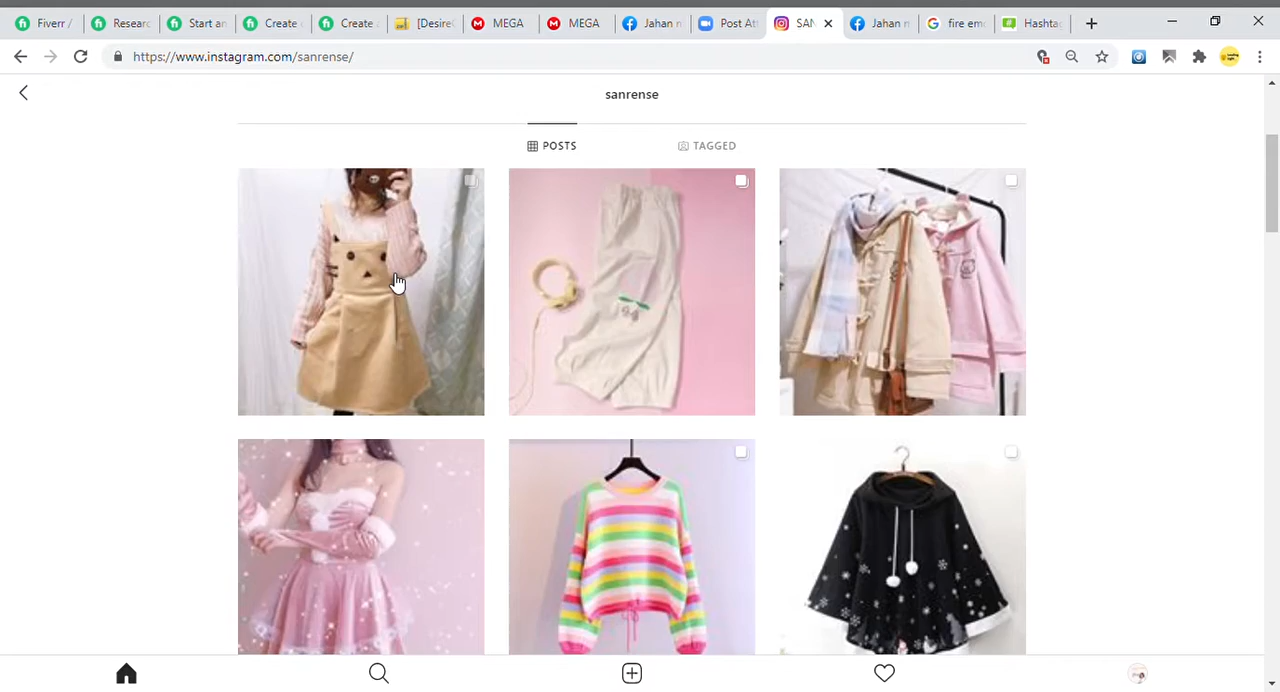 Fiverr /
Researc
Start an
Create
Create
[Desire
MEGA
MEGA
Jahan n
Post Att
SAN
Jahan n
fire em
Hashta
https://www.instagram.com/sanrense/
sanrense
POSTS
TAGGED